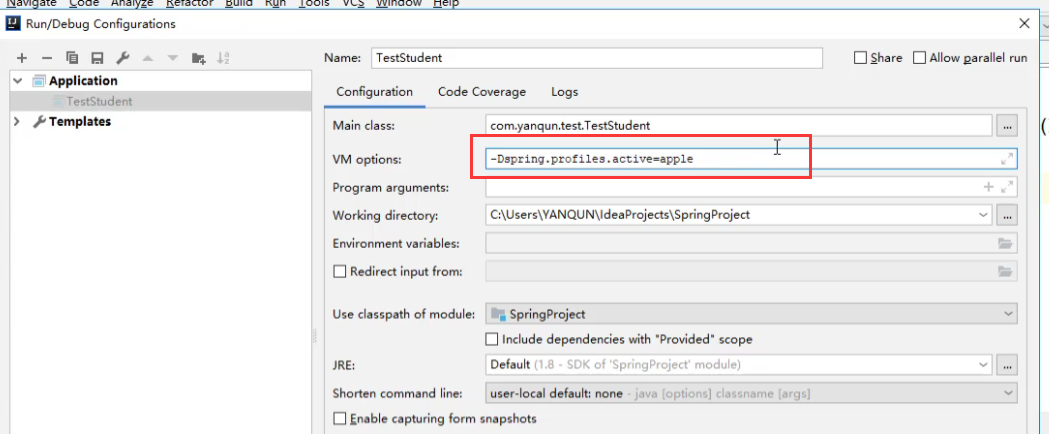 Navigate Code Analyze Refactor Build Run Tools VCS Window Help
Run/Debug Configurations
Name: TestStudent Share Allow parallel run
Application
TestStudent
Templates
Configuration Code Coverage Logs
Main class: com.yanqun.test.TestStudent ...
VM options: -Dspring.profiles.active=apple
Program arguments:
Working directory: C:\Users\YANQUN\IdeaProjects\SpringProject ...
Environment variables:
Redirect input from:
Use classpath of module: SpringProject
Include dependencies with "Provided" scope
JRE: Default (1.8 - SDK of 'SpringProject' module) ...
Shorten command line: user-local default: none - java [options] classname [args]
Enable capturing form snapshots
(